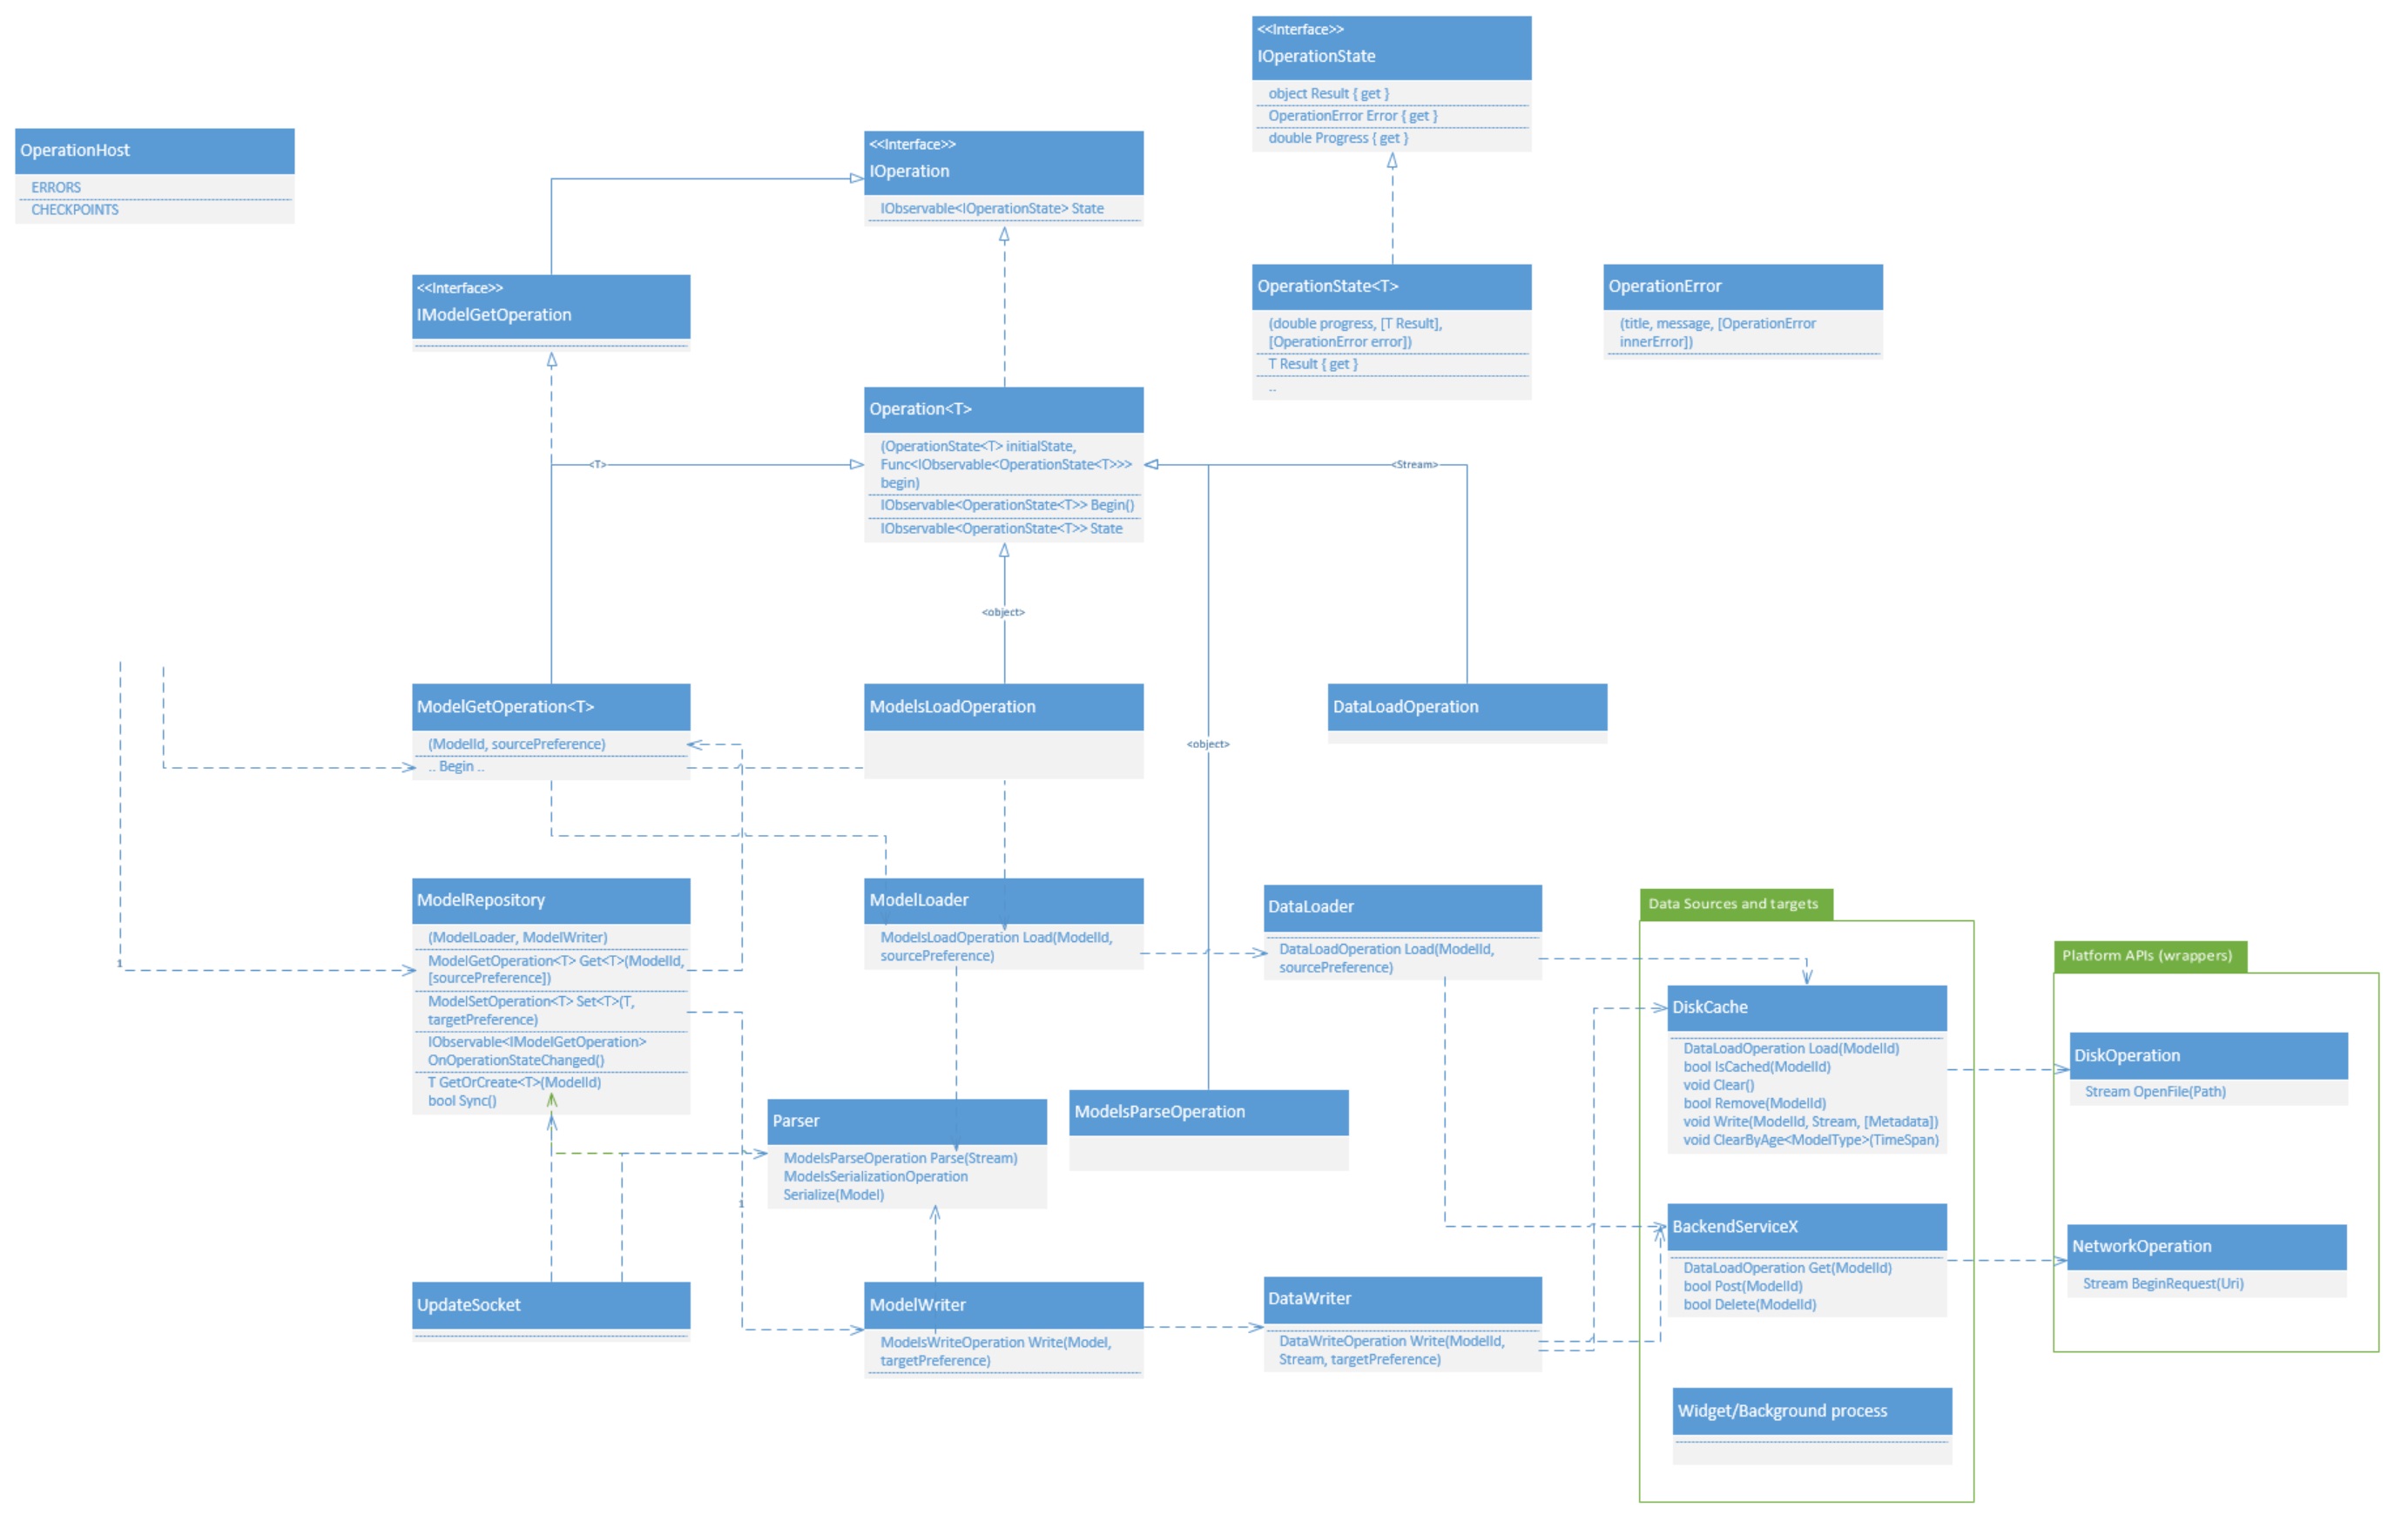 <<Interface>>
IOperationState
object Result { get }
OperationError Error { get }
double Progress { get }
OperationHost
ERRORS
CHECKPOINTS
<<Interface>>
IOperation
IObservable<IOperationState> State
<<Interface>>
IModelGetOperation
OperationState<T>
(double progress, [T Result],
[OperationError error])
T Result { get }
..
OperationError
(title, message, [OperationError
innerError])
Operation<T>
(OperationState<T> initialState,
Func<IObservable<OperationState<T>>>
begin)
IObservable<OperationState<T>> Begin()
IObservable<OperationState<T>> State
<T>
<Stream>
<object>
<object>
ModelGetOperation<T>
(ModelId, sourcePreference)
.. Begin ..
ModelsLoadOperation
DataLoadOperation
ModelRepository
(ModelLoader, ModelWriter)
ModelGetOperation<T> Get<T>(ModelId,
[sourcePreference])
ModelSetOperation<T> Set<T>(T,
targetPreference)
IObservable<IModelGetOperation>
OnOperationStateChanged()
T GetOrCreate<T>(ModelId)
bool Sync()
1
ModelLoader
ModelsLoadOperation Load(ModelId,
sourcePreference)
DataLoader
DataLoadOperation Load(ModelId,
sourcePreference)
Data Sources and targets
DiskCache
DataLoadOperation Load(ModelId)
bool IsCached(ModelId)
void Clear()
bool Remove(ModelId)
void Write(ModelId, Stream, [Metadata])
void ClearByAge<ModelType>(TimeSpan)
Platform APIs (wrappers)
DiskOperation
Stream OpenFile(Path)
Parser
ModelsParseOperation Parse(Stream)
ModelsSerializationOperation
Serialize(Model)
ModelsParseOperation
1
BackendServiceX
DataLoadOperation Get(ModelId)
bool Post(ModelId)
bool Delete(ModelId)
NetworkOperation
Stream BeginRequest(Uri)
UpdateSocket
ModelWriter
ModelsWriteOperation Write(Model,
targetPreference)
DataWriter
DataWriteOperation Write(ModelId,
Stream, targetPreference)
Widget/Background process